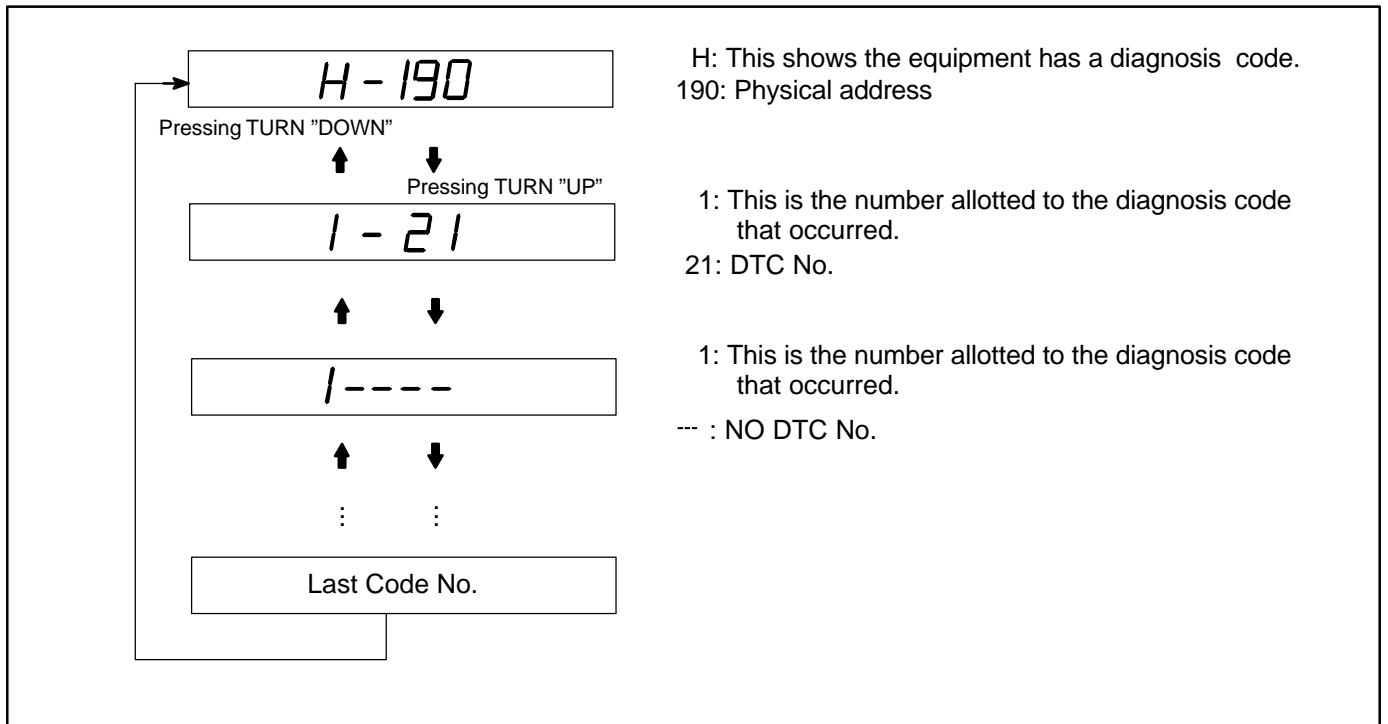 H-190
H: This shows the equipment has a diagnosis code.
190: Physical address
Pressing TURN ”DOWN”
Pressing TURN ”UP”
1-21
1: This is the number allotted to the diagnosis code
that occurred.
21: DTC No.
1----
1: This is the number allotted to the diagnosis code
that occurred.
--- : NO DTC No.
Last Code No.